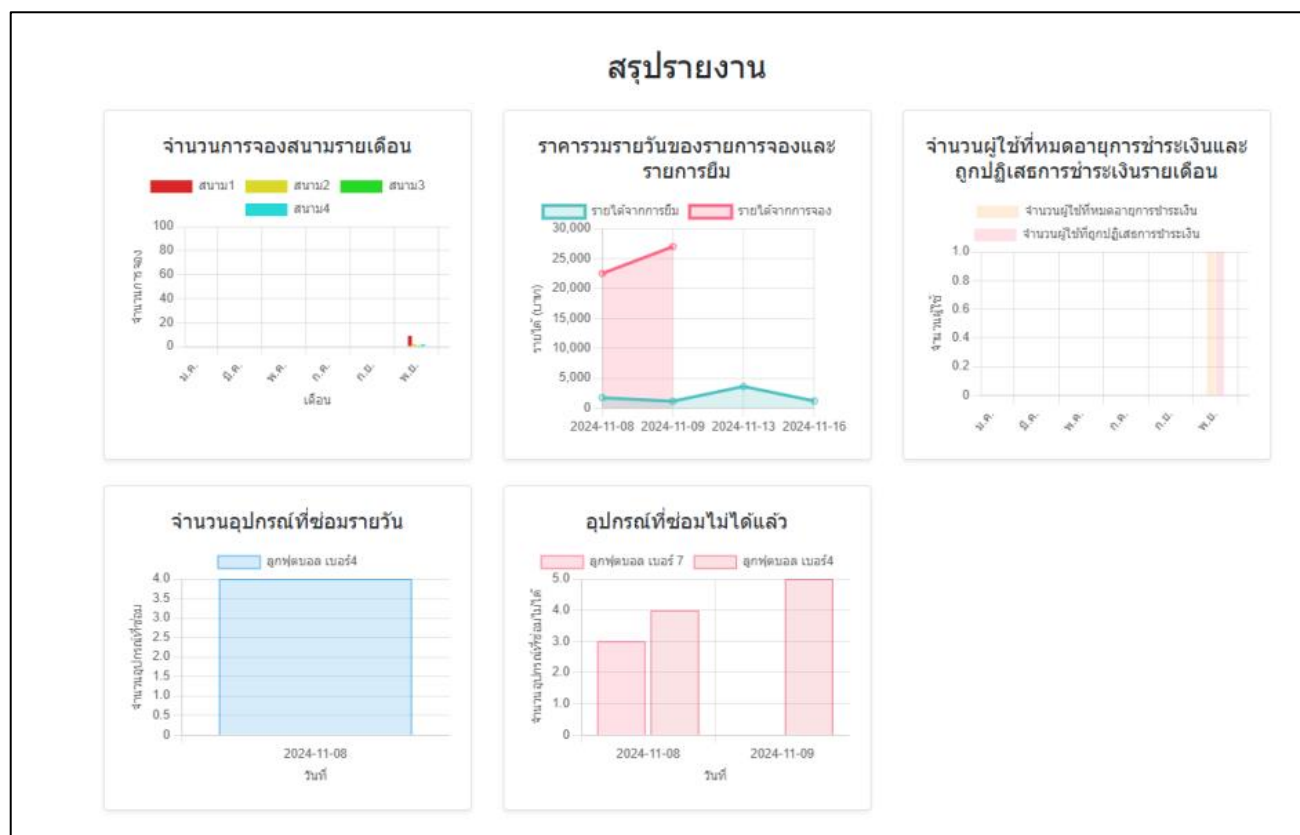 สรุปรายงาน
จำนวนการจองสนามรายเดือน
สนาม1 สนาม2 สนาม3
สนาม4
100
80
60
40
20
0
จำนวนการจอง
ม.ค. มี.ค. พ.ค. ก.ค. ก.ย. พ.ย.
เดือน
ราคารวมรายวันของรายการจองและ
รายการยืม
รายได้จากการยืม รายได้จากการจอง
30,000
25,000
20,000
15,000
10,000
5,000
0
รายได้ (บาท)
2024-11-08 2024-11-09 2024-11-13 2024-11-16
จำนวนผู้ใช้ที่หมดอายุการชำระเงินและ
ถูกปฏิเสธการชำระเงินรายเดือน
จำนวนผู้ใช้ที่หมดอายุการชำระเงิน
จำนวนผู้ใช้ที่ถูกปฏิเสธการชำระเงิน
1.0
0.8
0.6
0.4
0.2
0
จำนวนผู้ใช้
ม.ค. มี.ค. พ.ค. ก.ค. ก.ย. พ.ย.
จำนวนอุปกรณ์ที่ซ่อมรายวัน
ลูกฟุตบอล เบอร์4
4.0
3.5
3.0
2.5
2.0
1.5
1.0
0.5
0
จำนวนอุปกรณ์ที่ซ่อม
2024-11-08
วันที่
อุปกรณ์ที่ซ่อมไม่ได้แล้ว
ลูกฟุตบอล เบอร์ 7 ลูกฟุตบอล เบอร์4
5.0
4.0
3.0
2.0
1.0
0
จำนวนอุปกรณ์ที่ซ่อมไม่ได้
2024-11-08 2024-11-09
วันที่